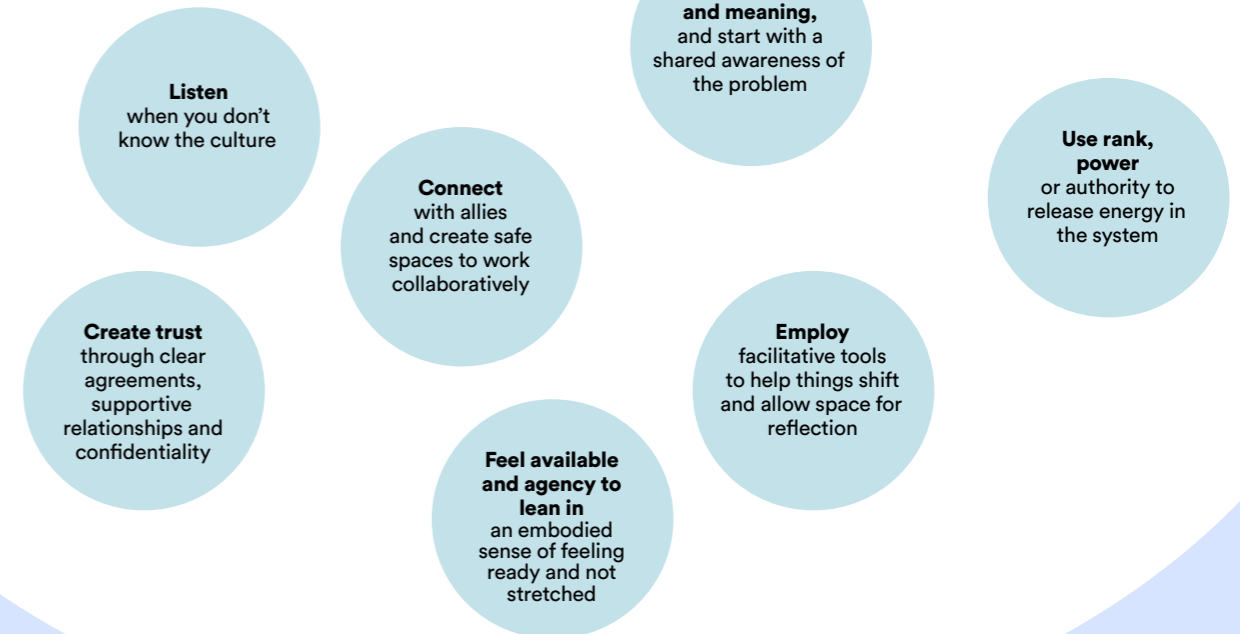 and meaning,
and start with a
shared awareness of
the problem
Listen
when you don’t
know the culture
Use rank,
power
or authority to
release energy in
the system
Connect
with allies
and create safe
spaces to work
collaboratively
Create trust
through clear
agreements,
supportive
relationships and
confidentiality
Employ
facilitative tools
to help things shift
and allow space for
reflection
Feel available
and agency to
lean in
an embodied
sense of feeling
ready and not
stretched